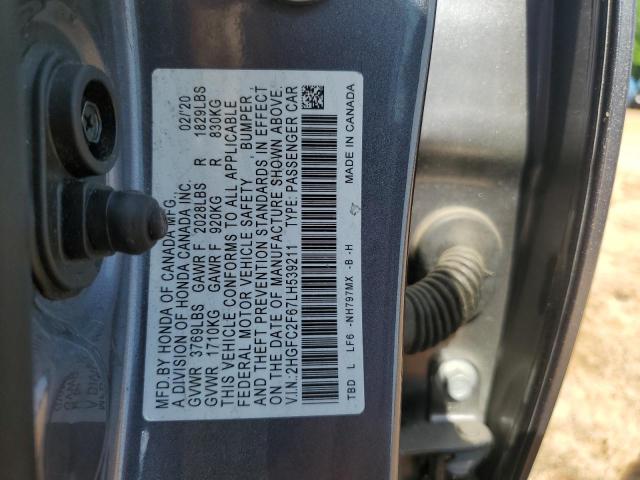 MFD.BY HONDA OF CANADA MFG. 02/20
A DIVISION OF HONDA CANADA INC.
GVWR 3769LBS GAWR F 2028LBS R 1829LBS
GVWR 1710KG GAWR F 920KG R 830KG
THIS VEHICLE CONFORMS TO ALL APPLICABLE
FEDERAL MOTOR VEHICLE SAFETY, BUMPER,
AND THEFT PREVENTION STANDARDS IN EFFECT
ON THE DATE OF MANUFACTURE SHOWN ABOVE.
V.I.N.:2HGFC2F67LH539211 TYPE: PASSENGER CAR
TBD L LF6 -NH797MX -B -H MADE IN CANADA